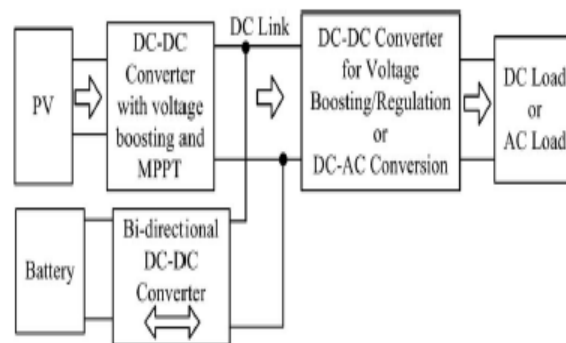 PV
DC-DC
Converter
with voltage
boosting and
MPPT
DC Link
DC-DC Converter
for Voltage
Boosting/Regulation
or
DC-AC Conversion
DC Load
or
AC Load
Battery
Bi-directional
DC-DC
Converter